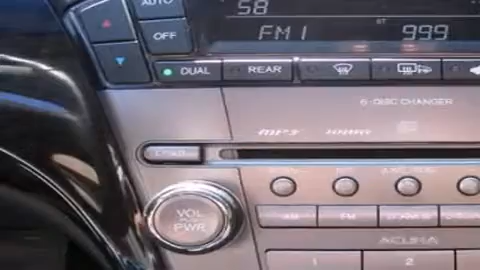 AUTO
58
OFF
ST
FM 1 999
DUAL REAR
6-DISC CHANGER
MP3
VOL
PUSH
PWR
AM FM
ACURA
1 2